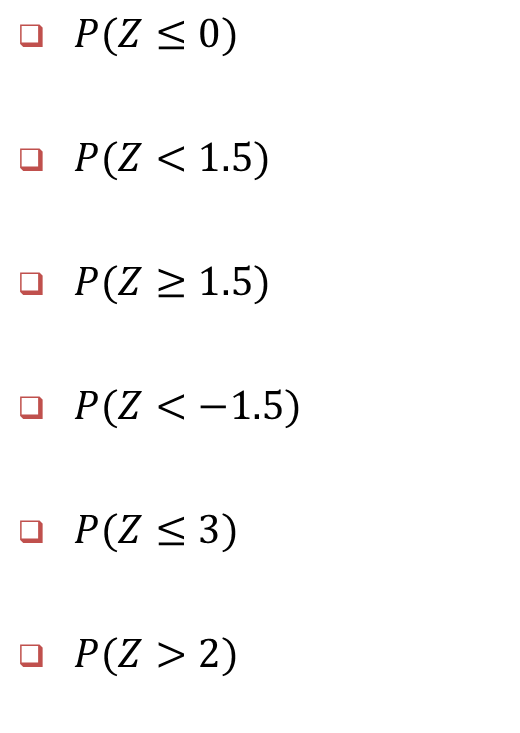 ❑ P(Z ≤ 0)
❑ P(Z < 1.5)
❑ P(Z ≥ 1.5)
❑ P(Z < −1.5)
❑ P(Z ≤ 3)
❑ P(Z > 2)